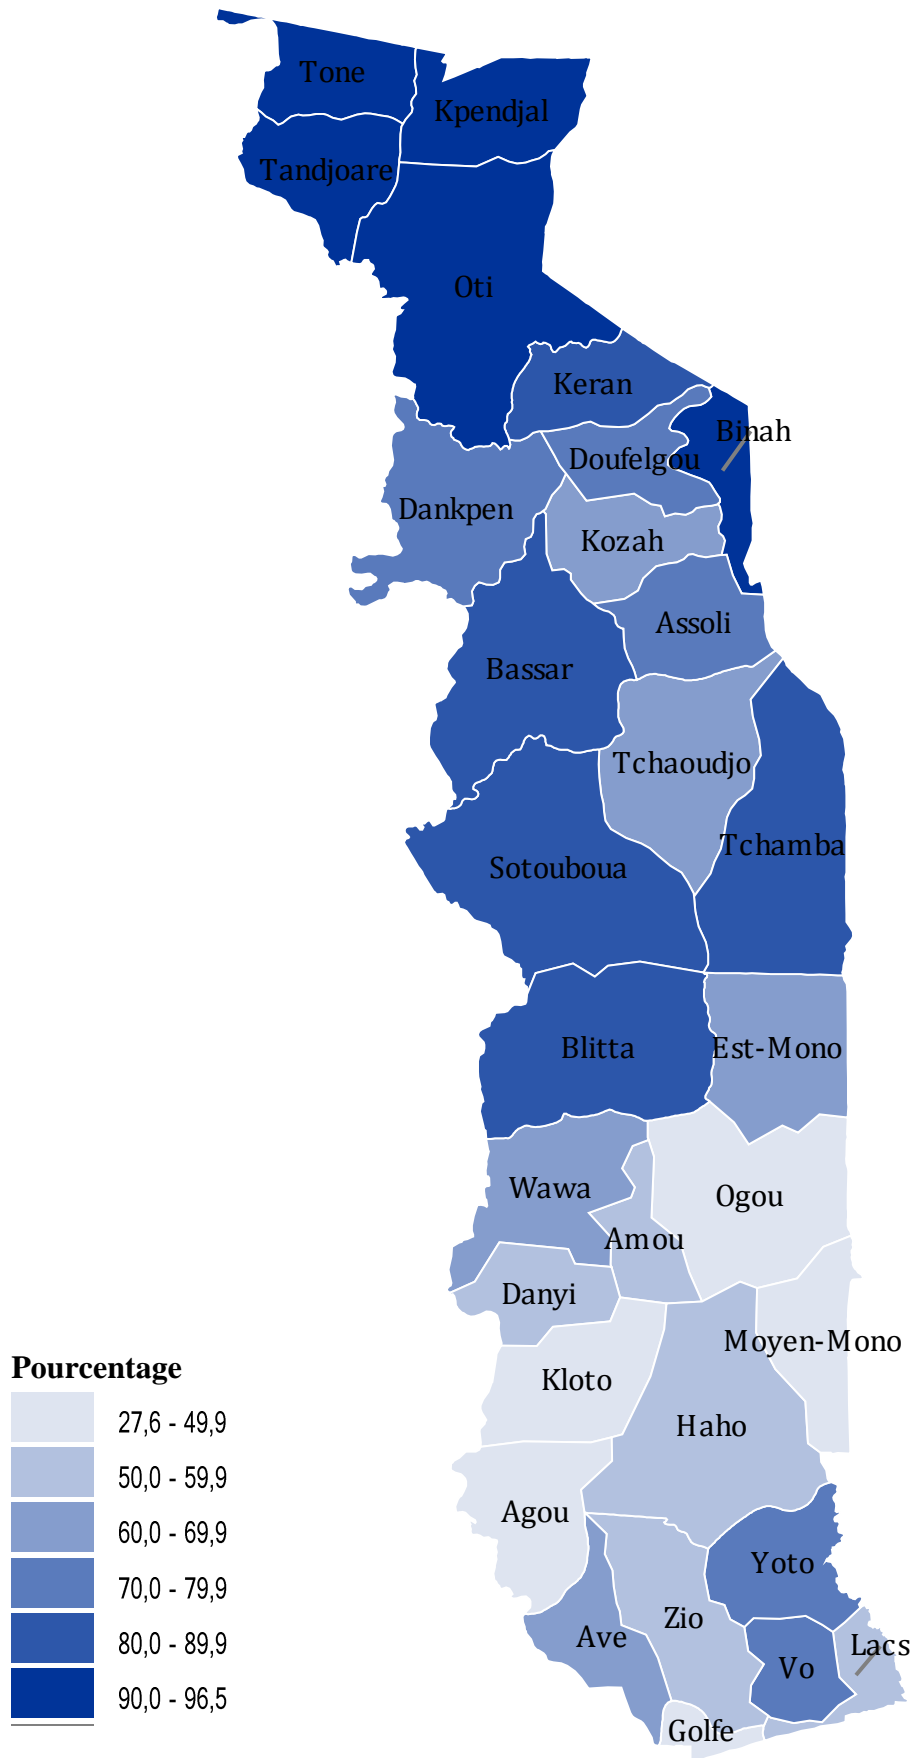 Tone
Kpendjal
Tandjoare
Oti
Keran
Binah
Doufelgou
Dankpen
Kozah
Assoli
Bassar
Tchaoudjo
Tchamba
Sotouboua
Blitta
Est-Mono
Wawa
Ogou
Amou
Danyi
Moyen-Mono
Kloto
Haho
Agou
Yoto
Zio
Ave
Lacs
Vo
Golfe
Pourcentage
27,6 - 49,9
50,0 - 59,9
60,0 - 69,9
70,0 - 79,9
80,0 - 89,9
90,0 - 96,5